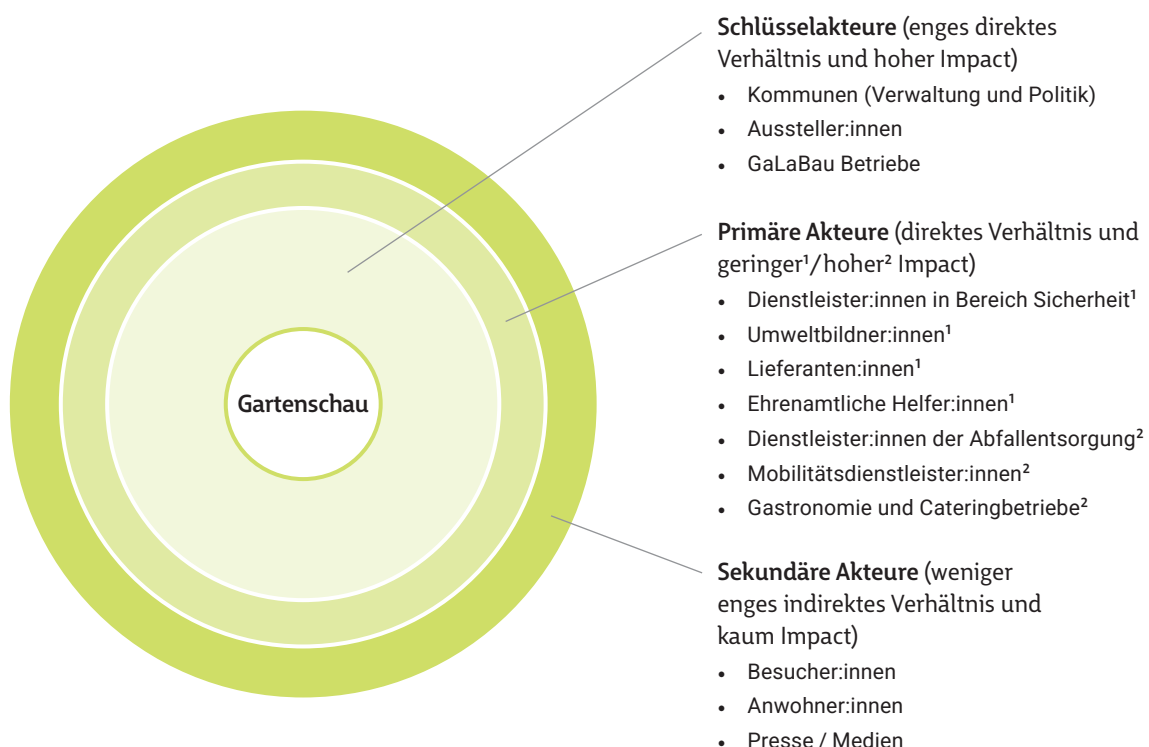 Schlüsselakteure (enges direktes
Verhältnis und hoher Impact)
• Kommunen (Verwaltung und Politik)
• Aussteller:innen
• GaLaBau Betriebe
Primäre Akteure (direktes Verhältnis und
geringer¹/hoher² Impact)
• Dienstleister:innen in Bereich Sicherheit¹
• Umweltbildner:innen¹
• Lieferanten:innen¹
• Ehrenamtliche Helfer:innen¹
• Dienstleister:innen der Abfallentsorgung²
• Mobilitätsdienstleister:innen²
• Gastronomie und Cateringbetriebe²
Sekundäre Akteure (weniger
enges indirektes Verhältnis und
kaum Impact)
• Besucher:innen
• Anwohner:innen
• Presse / Medien
Gartenschau